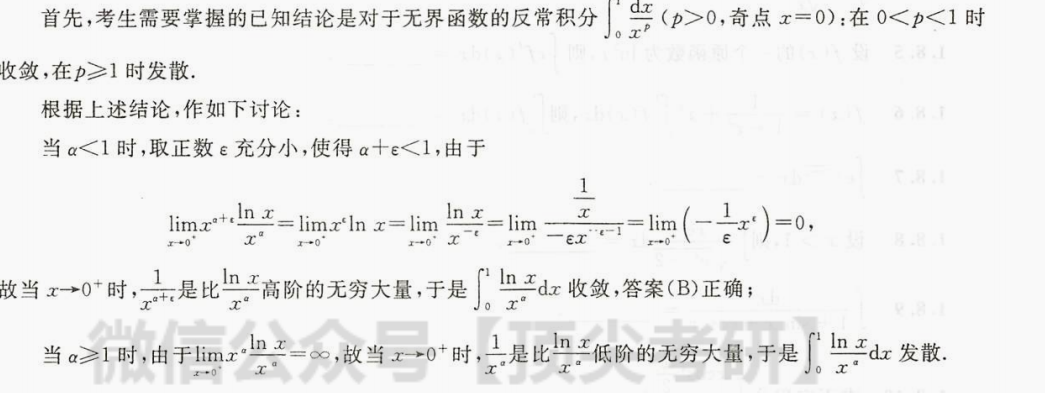 首先,考生需要掌握的已知结论是对于无界函数的反常积分 $\int_0^1 \frac{dx}{x^p}$ (p>0,奇点 x=0):在 0<p<1 时
收敛,在p⩾1 时发散.
根据上述结论,作如下讨论:
当 α<1 时,取正数 ε 充分小,使得 α+ε<1,由于
$\lim_{x\to 0^+} x^{\alpha+\varepsilon}\frac{\ln x}{x^\alpha}=\lim_{x\to 0^+} x^\varepsilon \ln x=\lim_{x\to 0^+}\frac{\ln x}{x^{-\varepsilon}}=\lim_{x\to 0^+}\frac{\frac{1}{x}}{-\varepsilon x^{-\varepsilon-1}}=\lim_{x\to 0^+}\left(-\frac{1}{\varepsilon}x^\varepsilon\right)=0,$
故当 x→0⁺ 时, $\frac{1}{x^{\alpha+\varepsilon}}$ 是比 $\frac{\ln x}{x^\alpha}$ 高阶的无穷大量,于是 $\int_0^1 \frac{\ln x}{x^\alpha}dx$ 收敛,答案(B)正确;
当 α⩾1 时,由于 $\lim_{x\to 0^+} x^\alpha\frac{\ln x}{x^\alpha}=\infty$,故当 x→0⁺ 时, $\frac{1}{x^\alpha}$ 是比 $\frac{\ln x}{x^\alpha}$ 低阶的无穷大量,于是 $\int_0^1 \frac{\ln x}{x^\alpha}dx$ 发散.
微信公众号【顶尖考研】